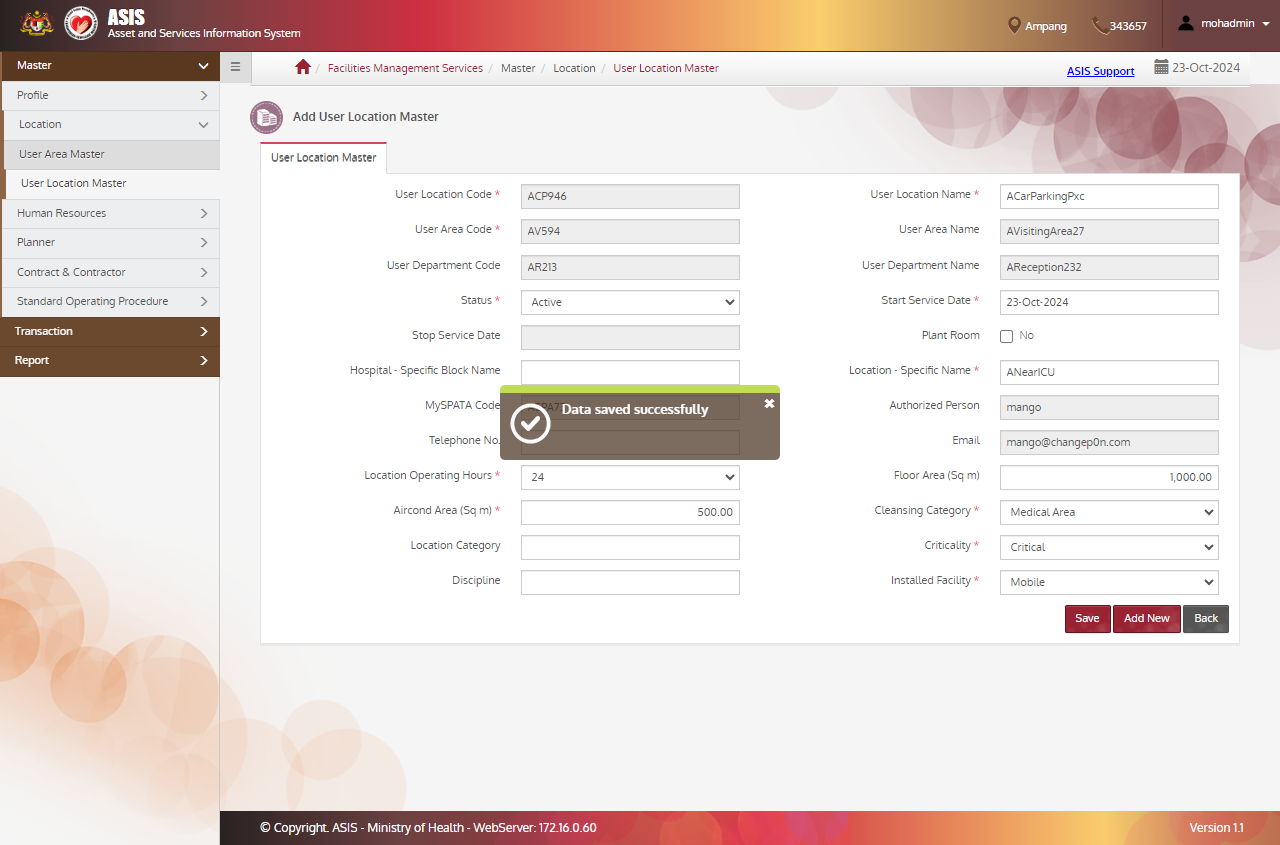 ASIS
Asset and Services Information System
Ampang
343657
mohadmin
Master
Profile
Location
User Area Master
User Location Master
Human Resources
Planner
Contract & Contractor
Standard Operating Procedure
Transaction
Report
/ Facilities Management Services / Master / Location / User Location Master
ASIS Support
23-Oct-2024
Add User Location Master
User Location Master
User Location Code * ACP946
User Location Name * ACarParkingPxc
User Area Code * AV594
User Area Name AVisitingArea27
User Department Code AR213
User Department Name AReception232
Status * Active
Start Service Date * 23-Oct-2024
Stop Service Date
Plant Room No
Hospital - Specific Block Name
Location - Specific Name * ANearICU
MySPATA Code
Authorized Person mango
Data saved successfully
Telephone No.
Email mango@changep0n.com
Location Operating Hours * 24
Floor Area (Sq m) 1,000.00
Aircond Area (Sq m) * 500.00
Cleansing Category * Medical Area
Location Category
Criticality * Critical
Discipline
Installed Facility * Mobile
Save
Add New
Back
© Copyright. ASIS - Ministry of Health - WebServer: 172.16.0.60
Version 1.1